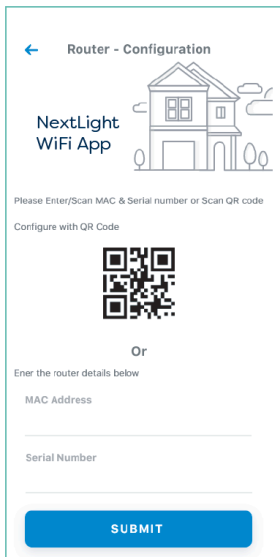 Router - Configuration
NextLight
WiFi App
Please Enter/Scan MAC & Serial number or Scan QR code
Configure with QR Code
Or
Ener the router details below
MAC Address
Serial Number
SUBMIT